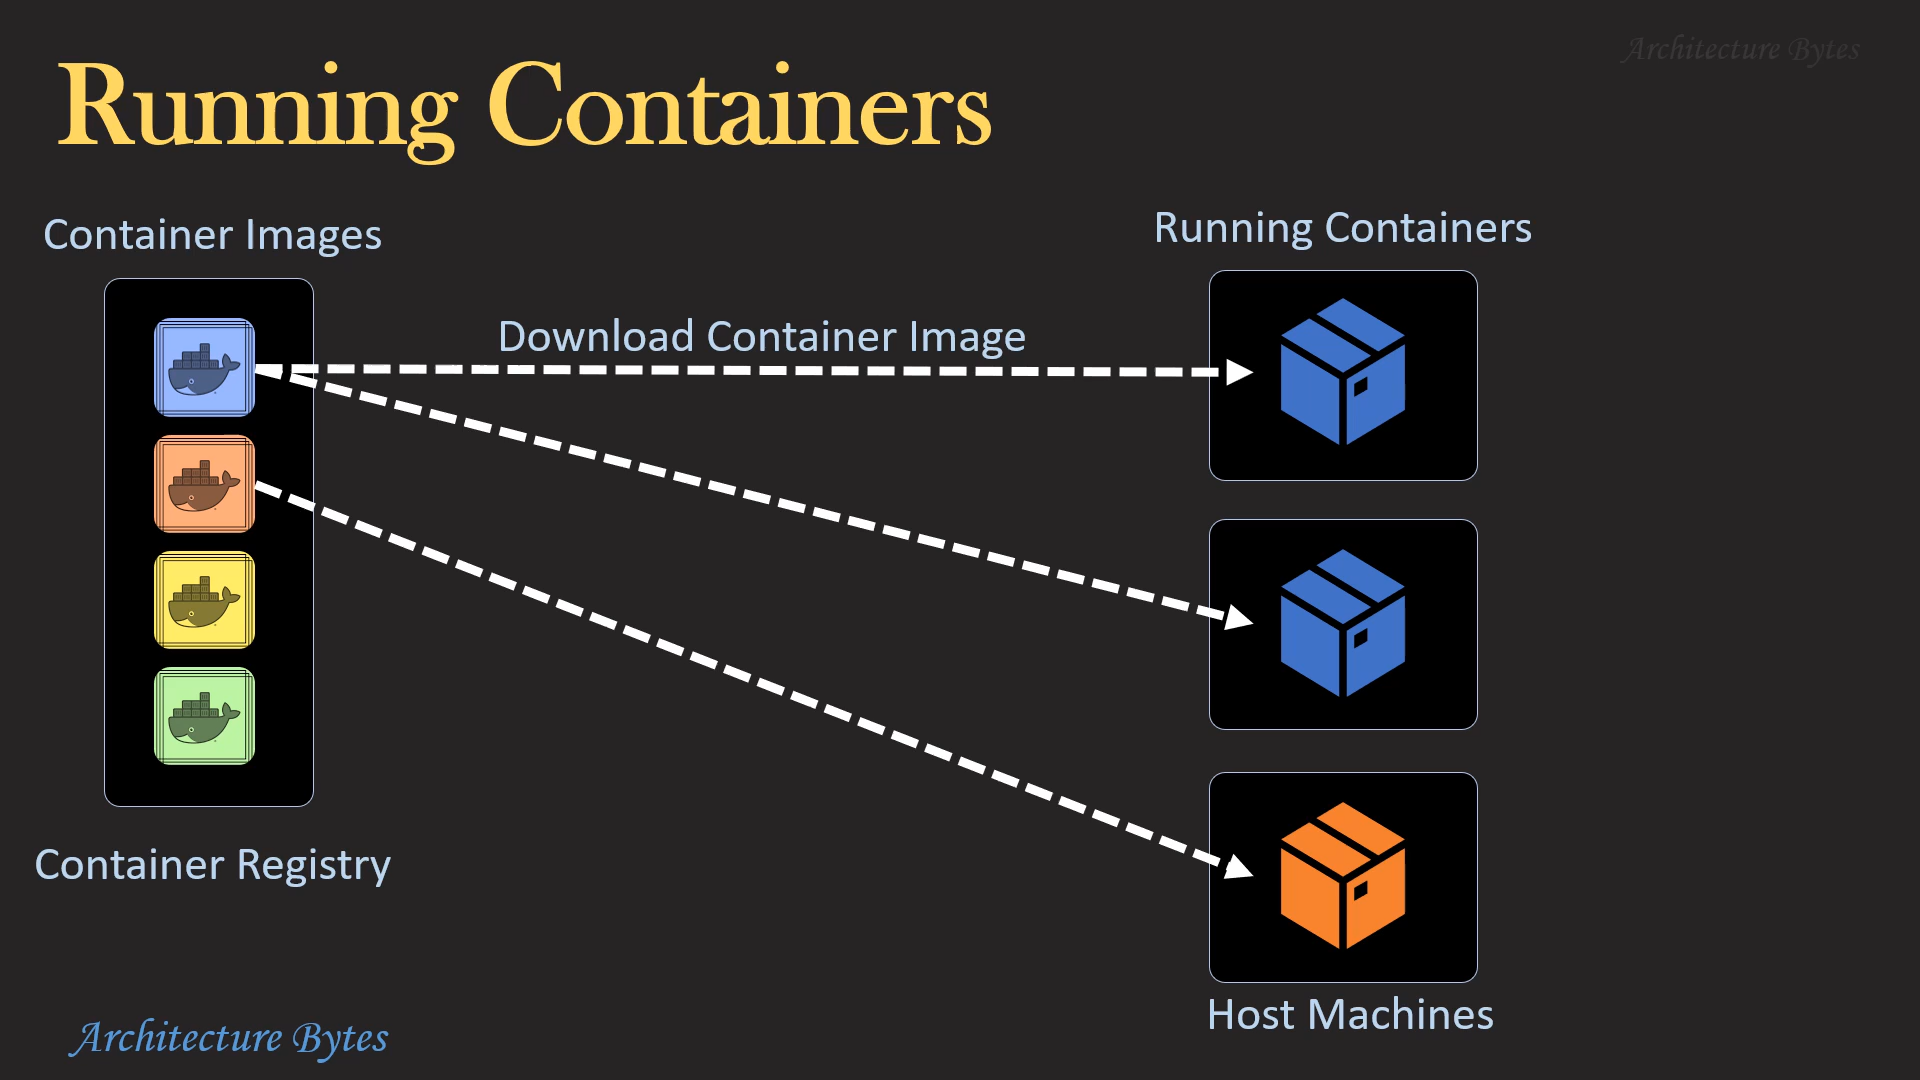 Architecture Bytes
Running Containers
Container Images
Running Containers
Download Container Image
Container Registry
Host Machines
Architecture Bytes